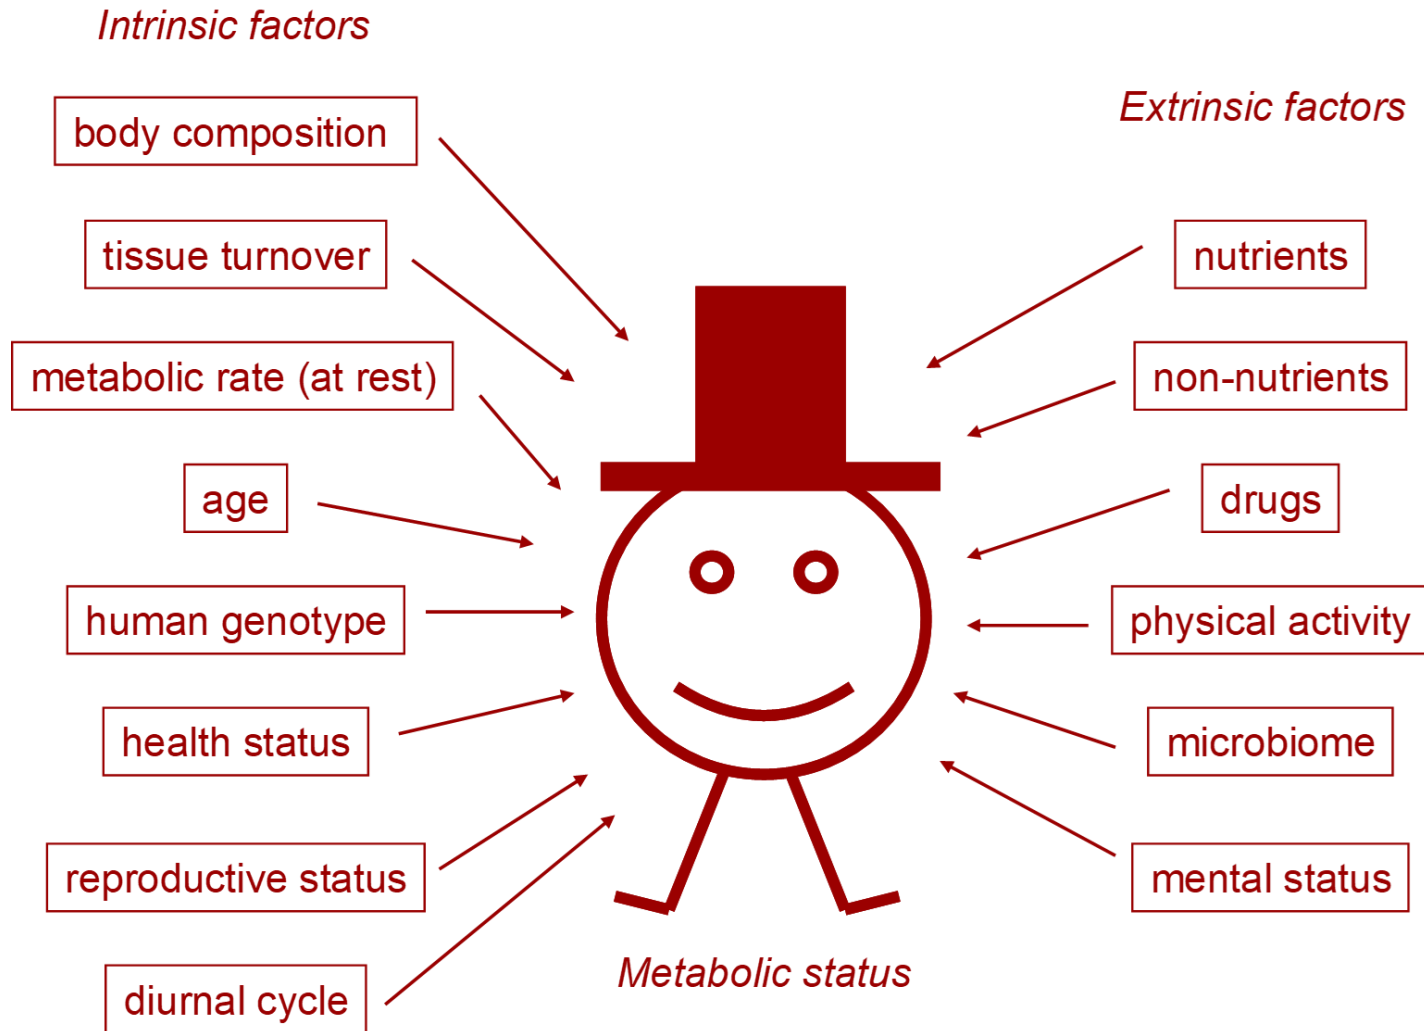 Intrinsic factors
body composition
tissue turnover
metabolic rate (at rest)
age
human genotype
health status
reproductive status
diurnal cycle
Extrinsic factors
nutrients
non-nutrients
drugs
physical activity
microbiome
mental status
Metabolic status